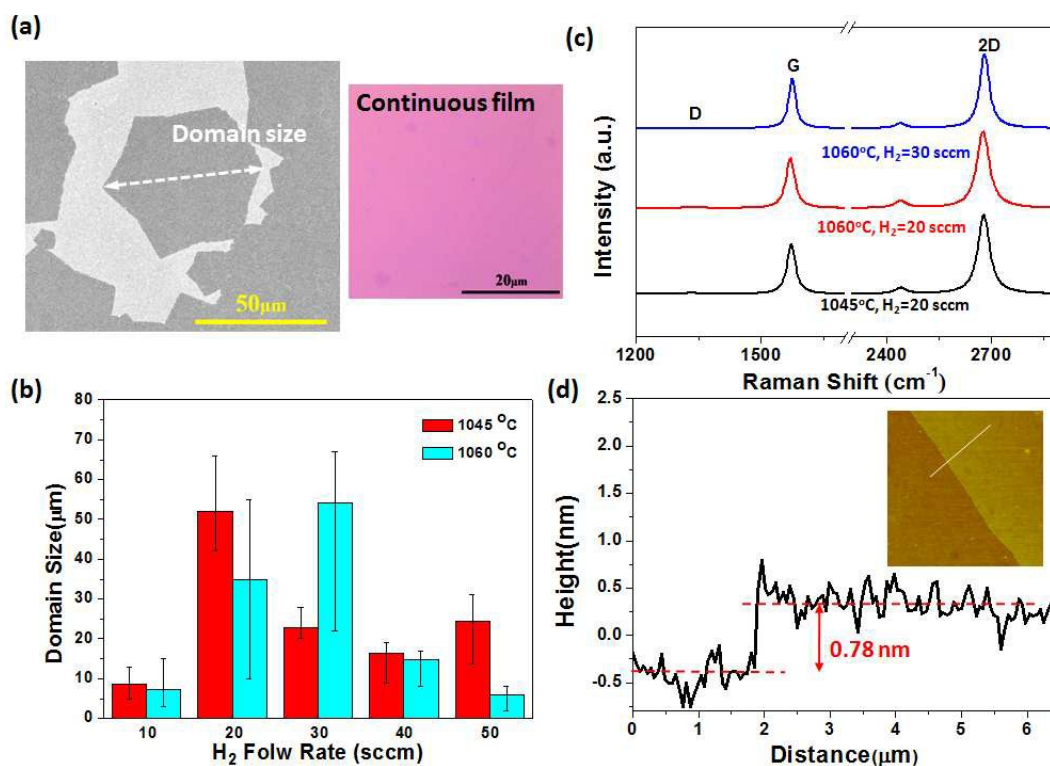 (a)
Domain size
50µm
Continuous film
20µm
(b)
Domain Size(µm)
80
70
60
50
40
30
20
10
0
1045 °C
1060 °C
10 20 30 40 50
H₂ Folw Rate (sccm)
(c)
Intensity (a.u.)
D
G
2D
1060°C, H₂=30 sccm
1060°C, H₂=20 sccm
1045°C, H₂=20 sccm
1200 1500 2400 2700
Raman Shift (cm⁻¹)
(d)
Height(nm)
2.5
2.0
1.5
1.0
0.5
0.0
-0.5
0.78 nm
0 1 2 3 4 5 6
Distance(µm)